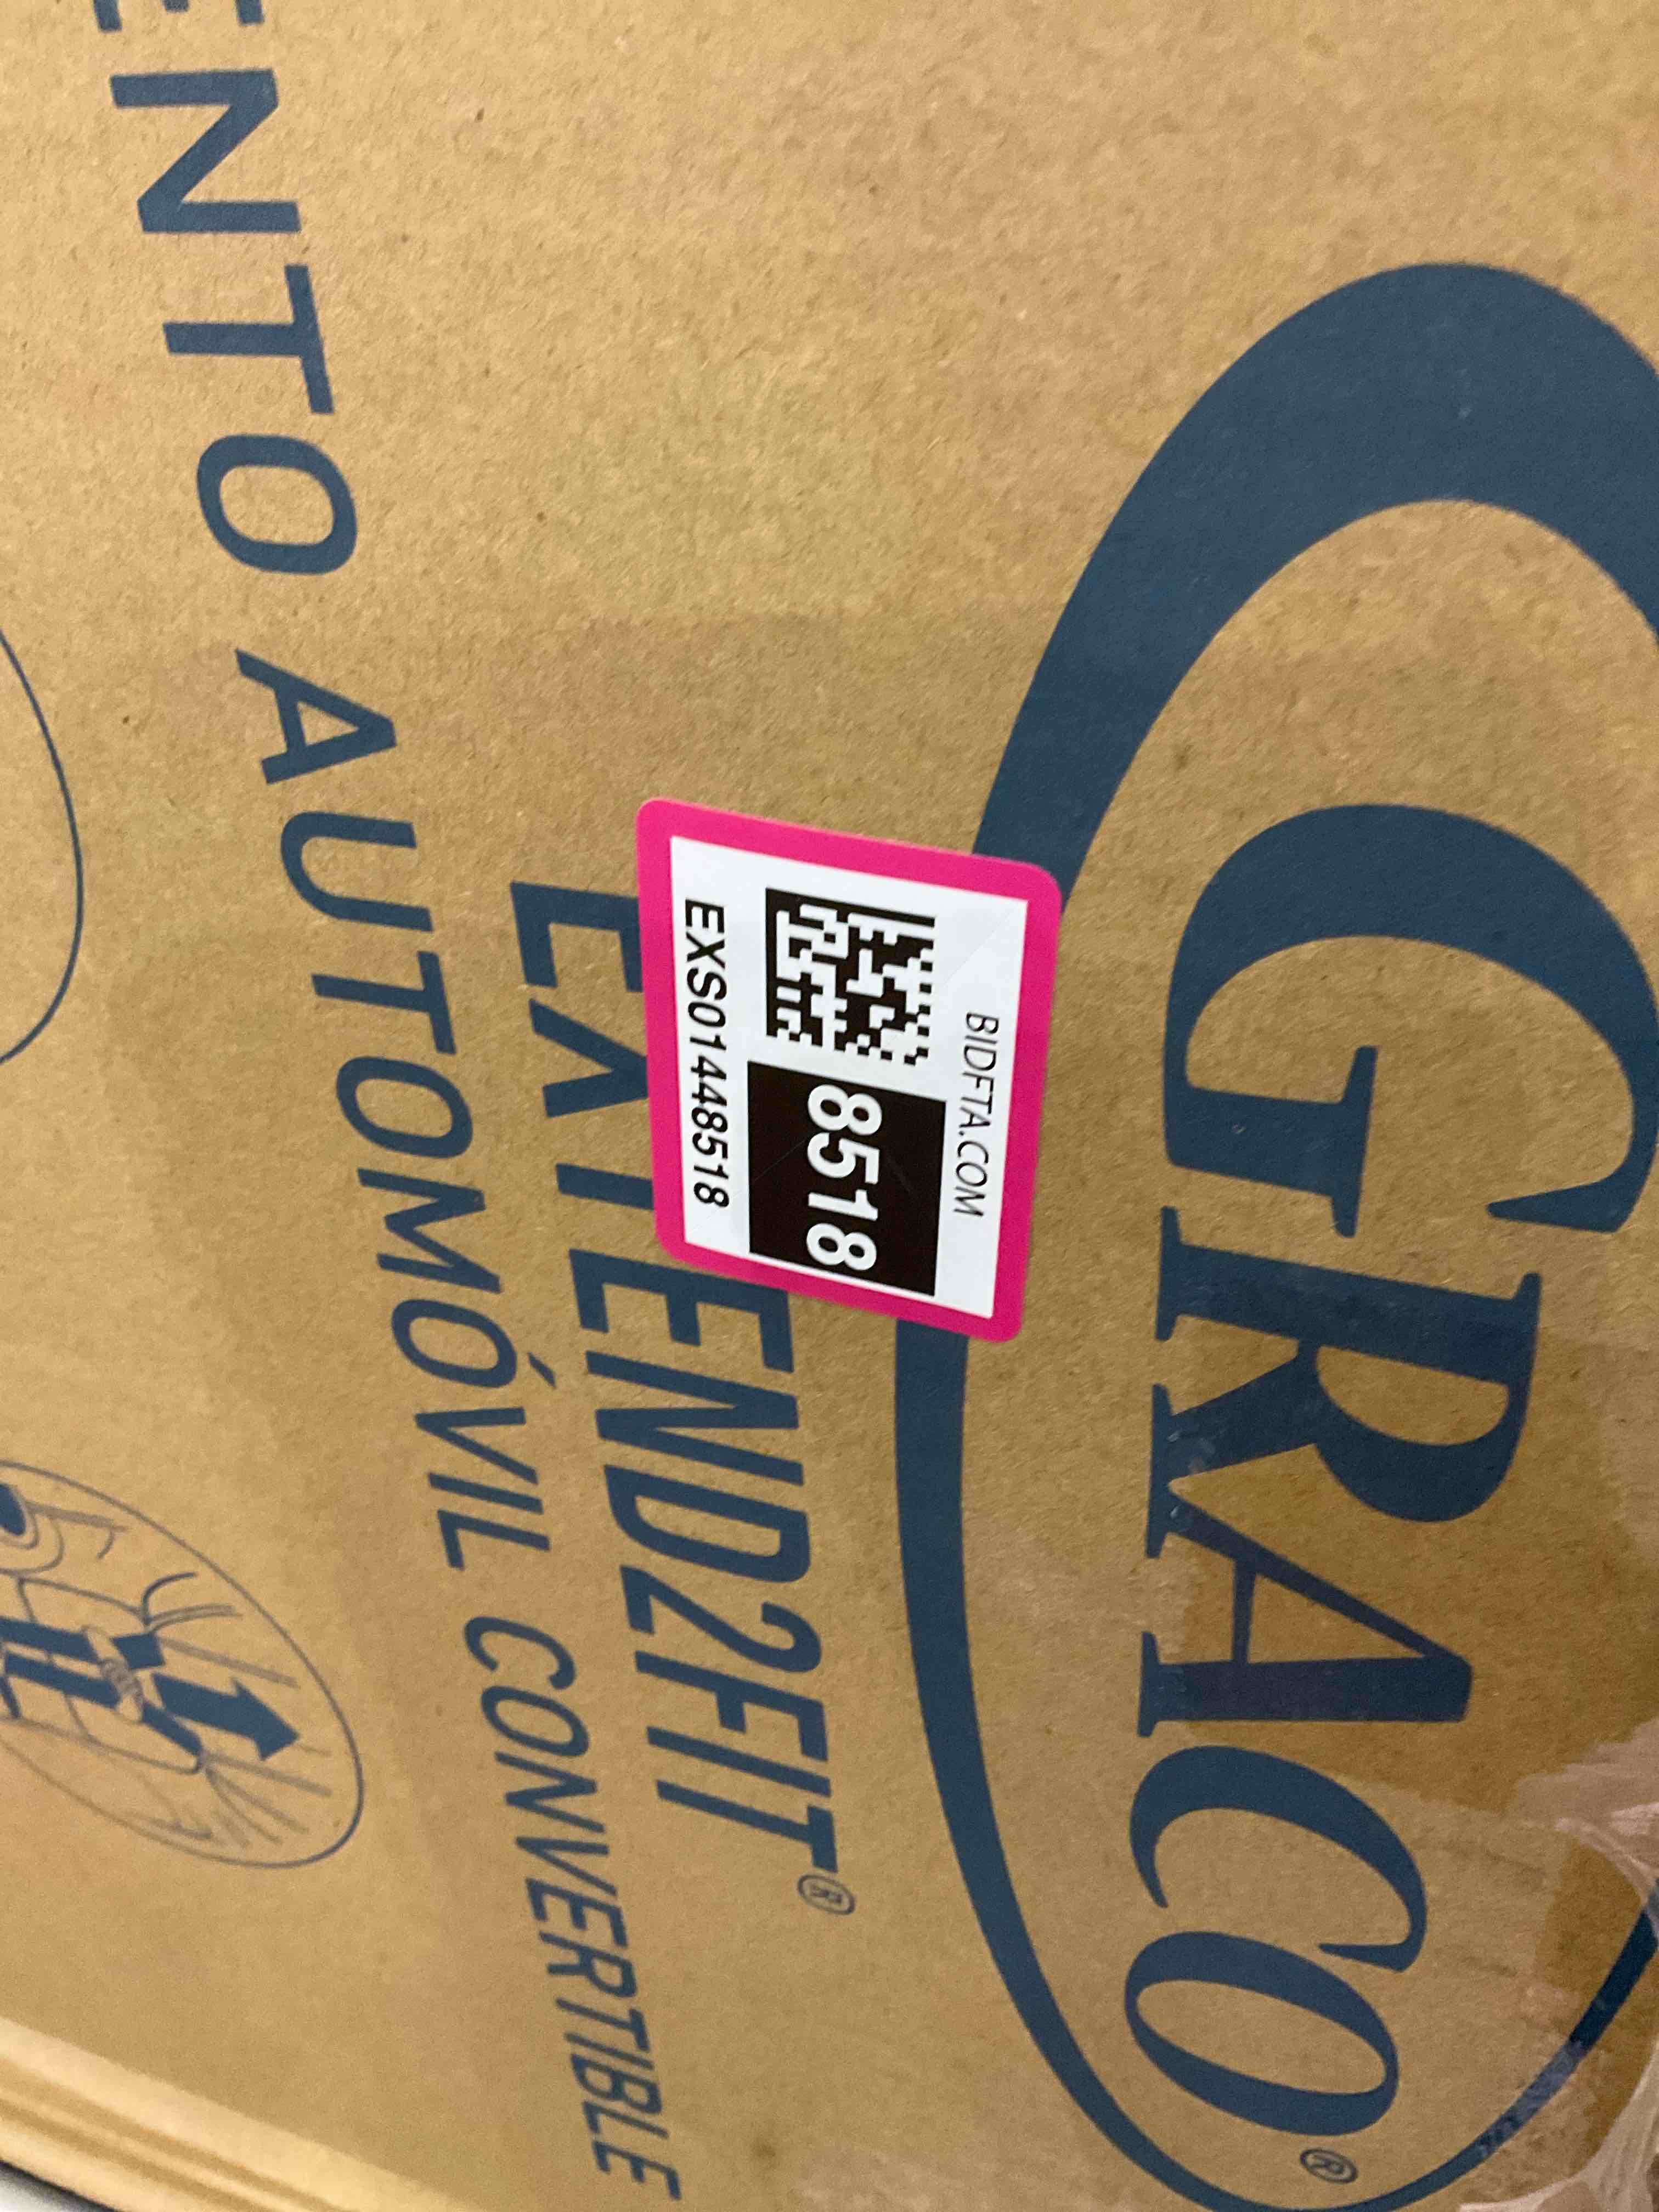 GRACO®
EXTEND2FIT®
ENTO AUTOMÓVIL CONVERTIBLE
BIDFTA.COM
8518
EXS01448518